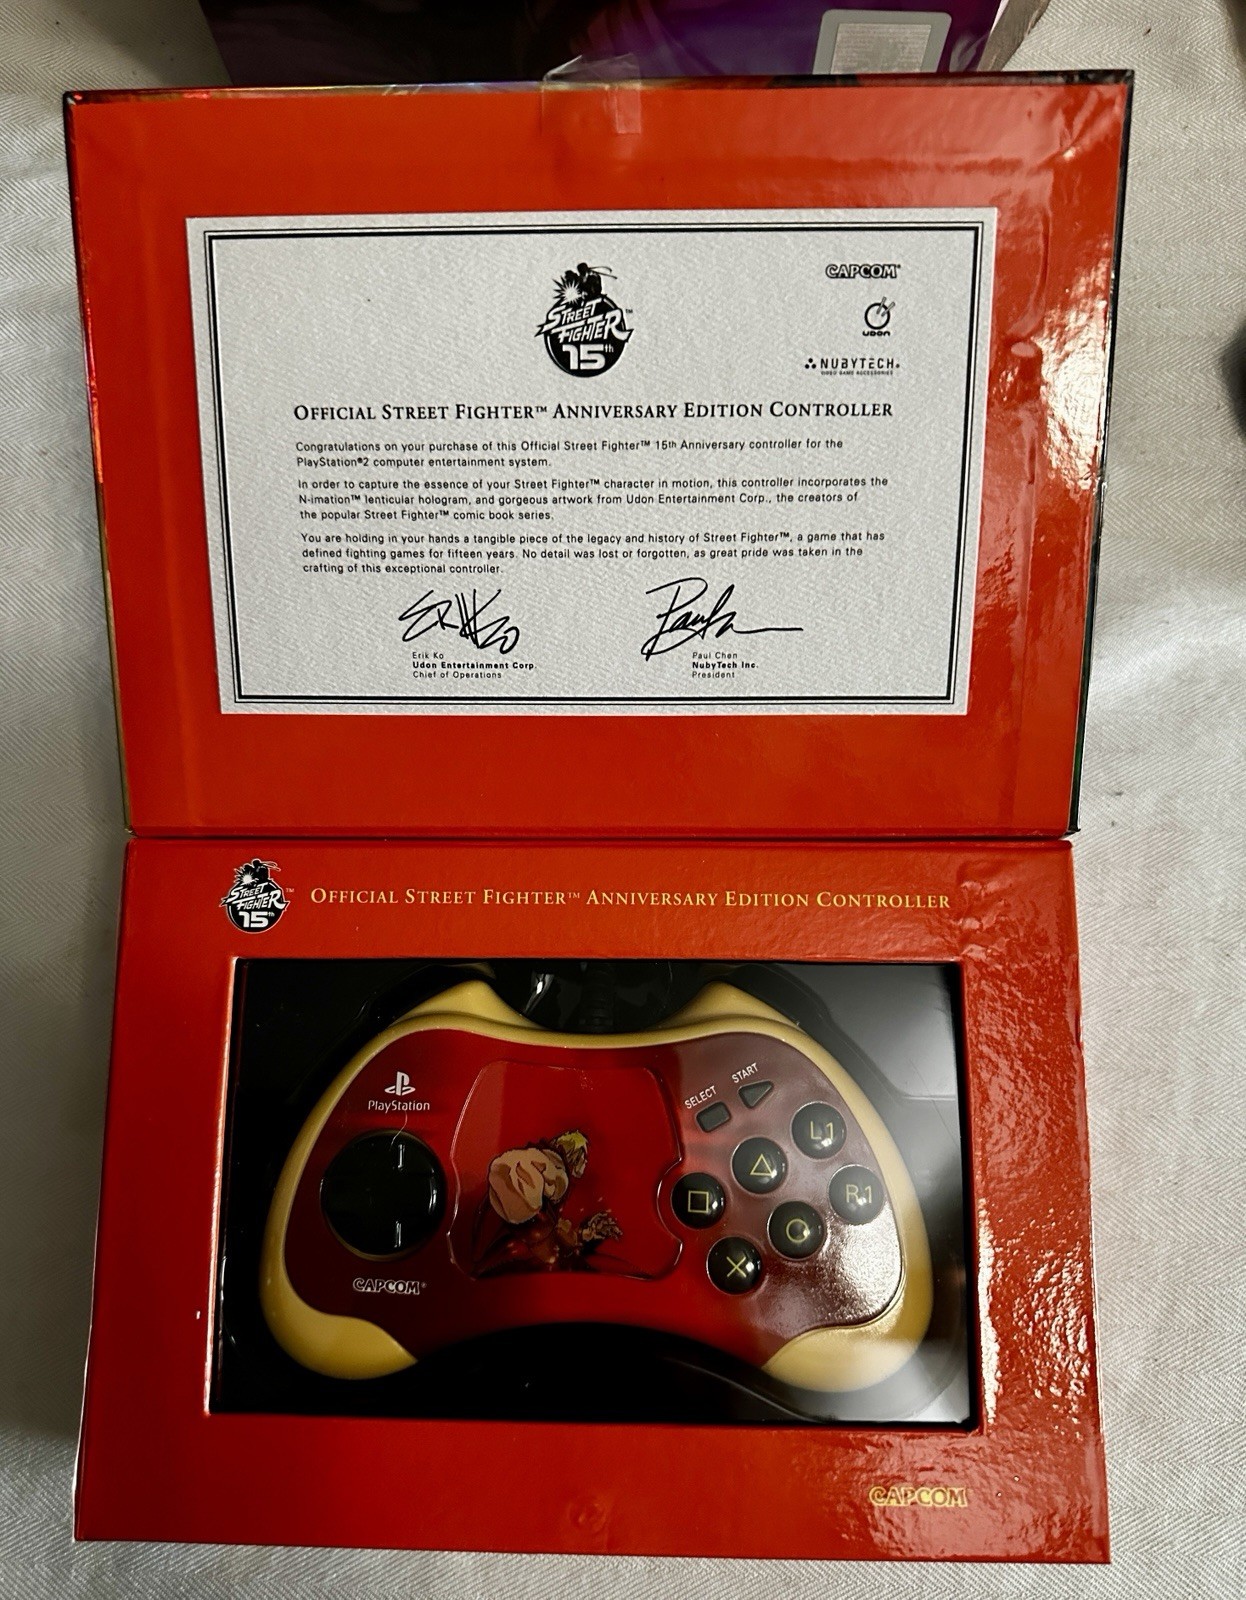 STREET
FIGHTER™
15th
CAPCOM®
UDON
NUBYTECH®
VIDEO GAME ACCESSORIES
OFFICIAL STREET FIGHTER™ ANNIVERSARY EDITION CONTROLLER
Congratulations on your purchase of this Official Street Fighter™ 15th Anniversary controller for the
PlayStation®2 computer entertainment system.
In order to capture the essence of your Street Fighter™ character in motion, this controller incorporates the
N-imation™ lenticular hologram, and gorgeous artwork from Udon Entertainment Corp., the creators of
the popular Street Fighter™ comic book series.
You are holding in your hands a tangible piece of the legacy and history of Street Fighter™, a game that has
defined fighting games for fifteen years. No detail was lost or forgotten, as great pride was taken in the
crafting of this exceptional controller.
Erik Ko
Udon Entertainment Corp.
Chief of Operations
Paul Chen
NubyTech Inc.
President
STREET
FIGHTER™
15th
OFFICIAL STREET FIGHTER™ ANNIVERSARY EDITION CONTROLLER
PlayStation
SELECT
START
L1
R1
CAPCOM®
CAPCOM